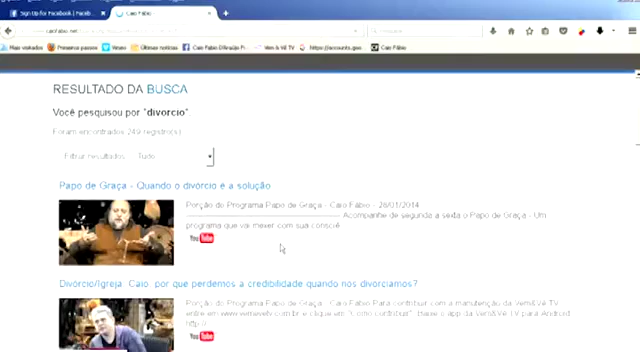 Sign Up for Facebook | Faceb...
Caio Fábio
caiofabio.net
Mais visitados
Primeiros passos
Vírus
Últimas notícias
Vem & Vê TV
https://accounts.goo...
Caio Fábio
RESULTADO DA BUSCA
Você pesquisou por "divorcio".
Foram encontrados 249 registro(s)
Filtrar resultados: Tudo
Papo de Graça - Quando o divórcio é a solução
Porção do Programa Papo de Graça - Caio Fábio - 28/01/2014
Acompanhe de segunda a sexta o Papo de Graça - Um
programa que vai mexer com sua consciê
YouTube
Divórcio/Igreja: Caio, por que perdemos a credibilidade quando nos divorciamos?
Porção do Programa Papo de Graça - Caio Fábio Para contribuir com a manutenção da Vem&Vê TV
entre em www.vemevetv.com.br e clique em "como contribuir". Baixe o app da Vem&Vê TV para Android:
http://
YouTube